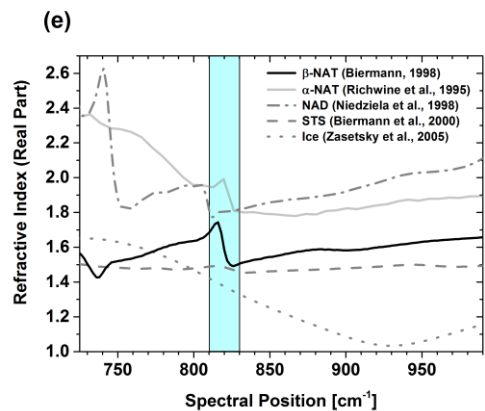 (e)
2.6
2.4
2.2
2.0
1.8
1.6
1.4
1.2
1.0
Refractive Index (Real Part)
β-NAT (Biermann, 1998)
α-NAT (Richwine et al., 1995)
NAD (Niedziela et al., 1998)
STS (Biermann et al., 2000)
Ice (Zasetsky et al., 2005)
750 800 850 900 950
Spectral Position [cm⁻¹]